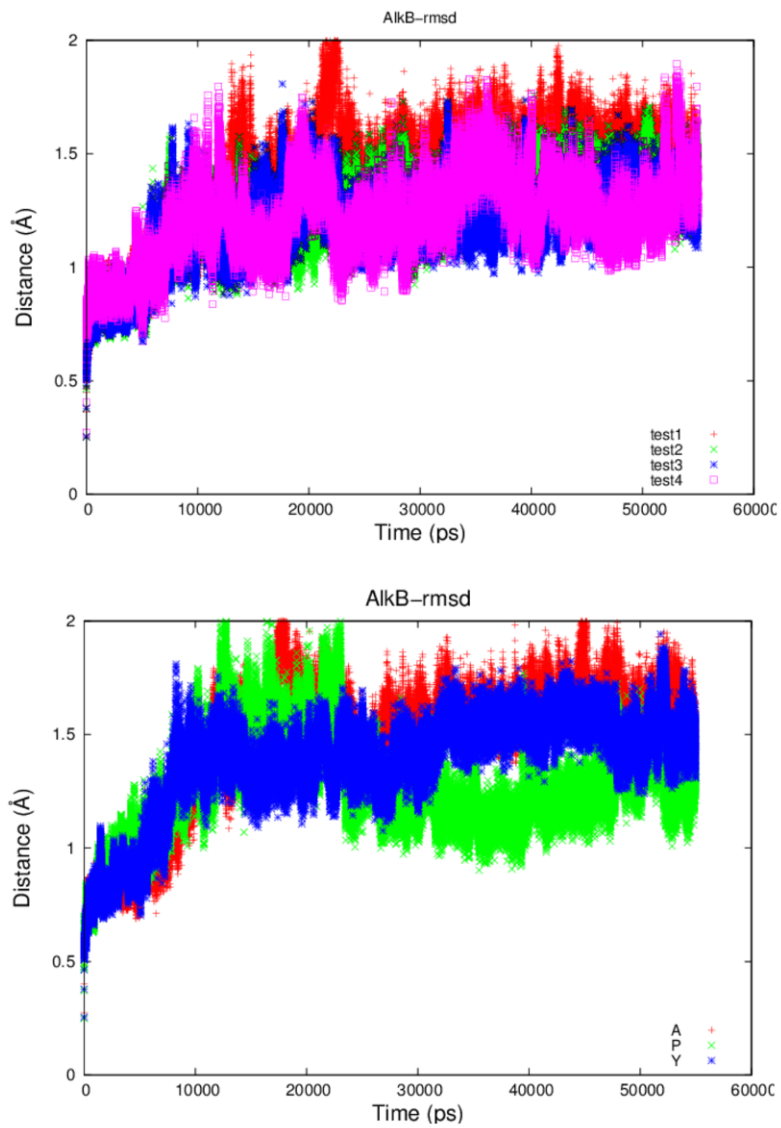 AlkB−rmsd
2
1.5
1
0.5
0
Distance (Å)
test1
test2
test3
test4
0 10000 20000 30000 40000 50000 60000
Time (ps)
AlkB−rmsd
2
1.5
1
0.5
0
Distance (Å)
A
P
Y
0 10000 20000 30000 40000 50000 60000
Time (ps)